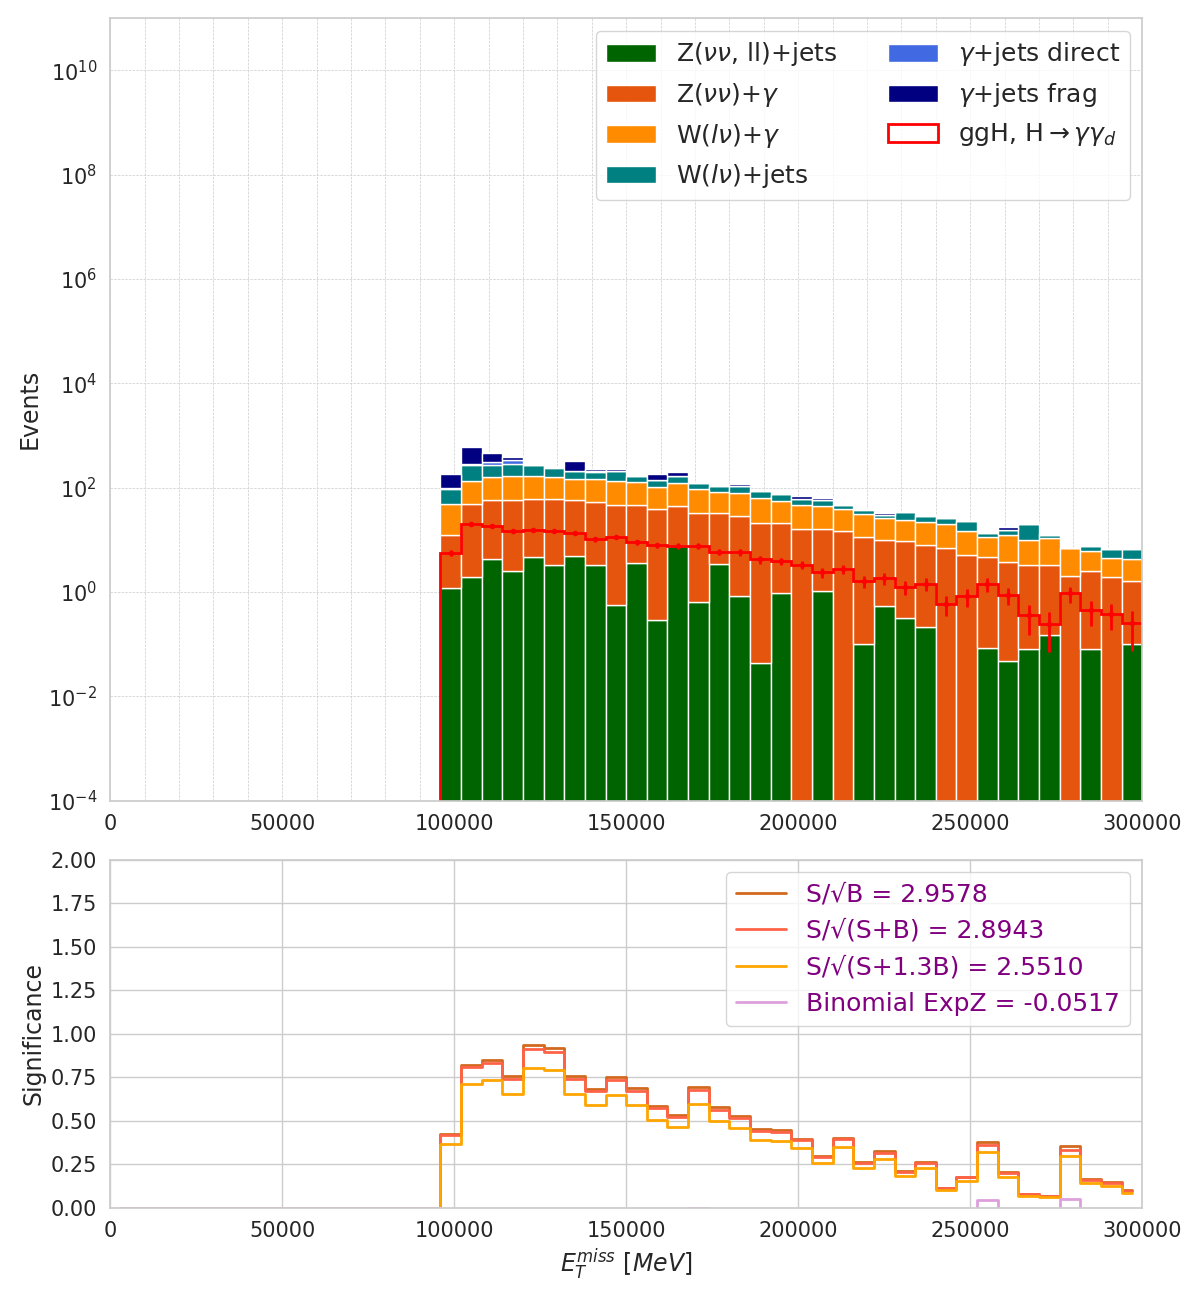 Z(νν, ll)+jets
Z(νν)+γ
W(lν)+γ
W(lν)+jets
γ+jets direct
γ+jets frag
ggH, H→γγ_d
Events
10^10
10^8
10^6
10^4
10^2
10^0
10^−2
10^−4
0 50000 100000 150000 200000 250000 300000
S/√B = 2.9578
S/√(S+B) = 2.8943
S/√(S+1.3B) = 2.5510
Binomial ExpZ = -0.0517
Significance
2.00
1.75
1.50
1.25
1.00
0.75
0.50
0.25
0.00
0 50000 100000 150000 200000 250000 300000
E_T^miss [MeV]